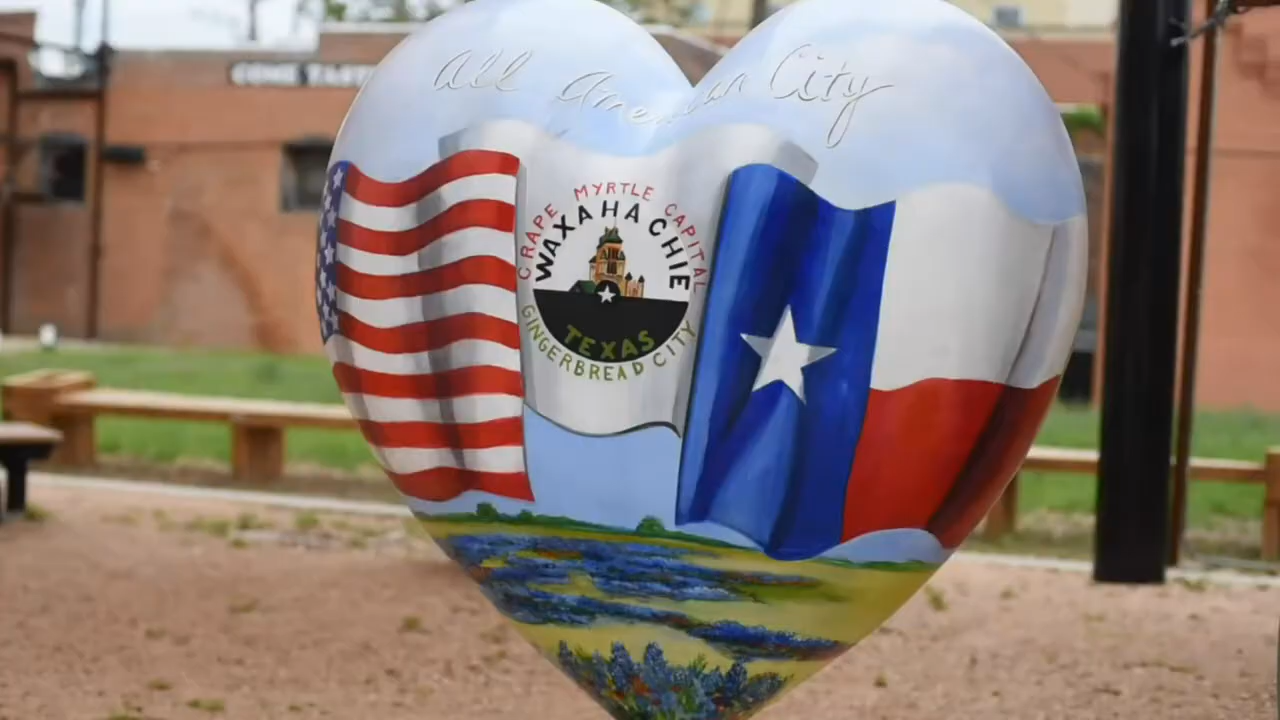 All American City
CRAPE MYRTLE CAPITAL
WAXAHACHIE
TEXAS
GINGERBREAD CITY